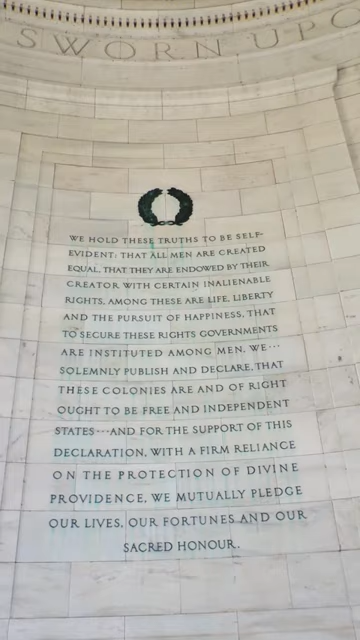 SWORN UPO
WE HOLD THESE TRUTHS TO BE SELF-
EVIDENT: THAT ALL MEN ARE CREATED
EQUAL, THAT THEY ARE ENDOWED BY THEIR
CREATOR WITH CERTAIN INALIENABLE
RIGHTS, AMONG THESE ARE LIFE, LIBERTY
AND THE PURSUIT OF HAPPINESS, THAT
TO SECURE THESE RIGHTS GOVERNMENTS
ARE INSTITUTED AMONG MEN. WE···
SOLEMNLY PUBLISH AND DECLARE, THAT
THESE COLONIES ARE AND OF RIGHT
OUGHT TO BE FREE AND INDEPENDENT
STATES···AND FOR THE SUPPORT OF THIS
DECLARATION, WITH A FIRM RELIANCE
ON THE PROTECTION OF DIVINE
PROVIDENCE, WE MUTUALLY PLEDGE
OUR LIVES, OUR FORTUNES AND OUR
SACRED HONOUR.